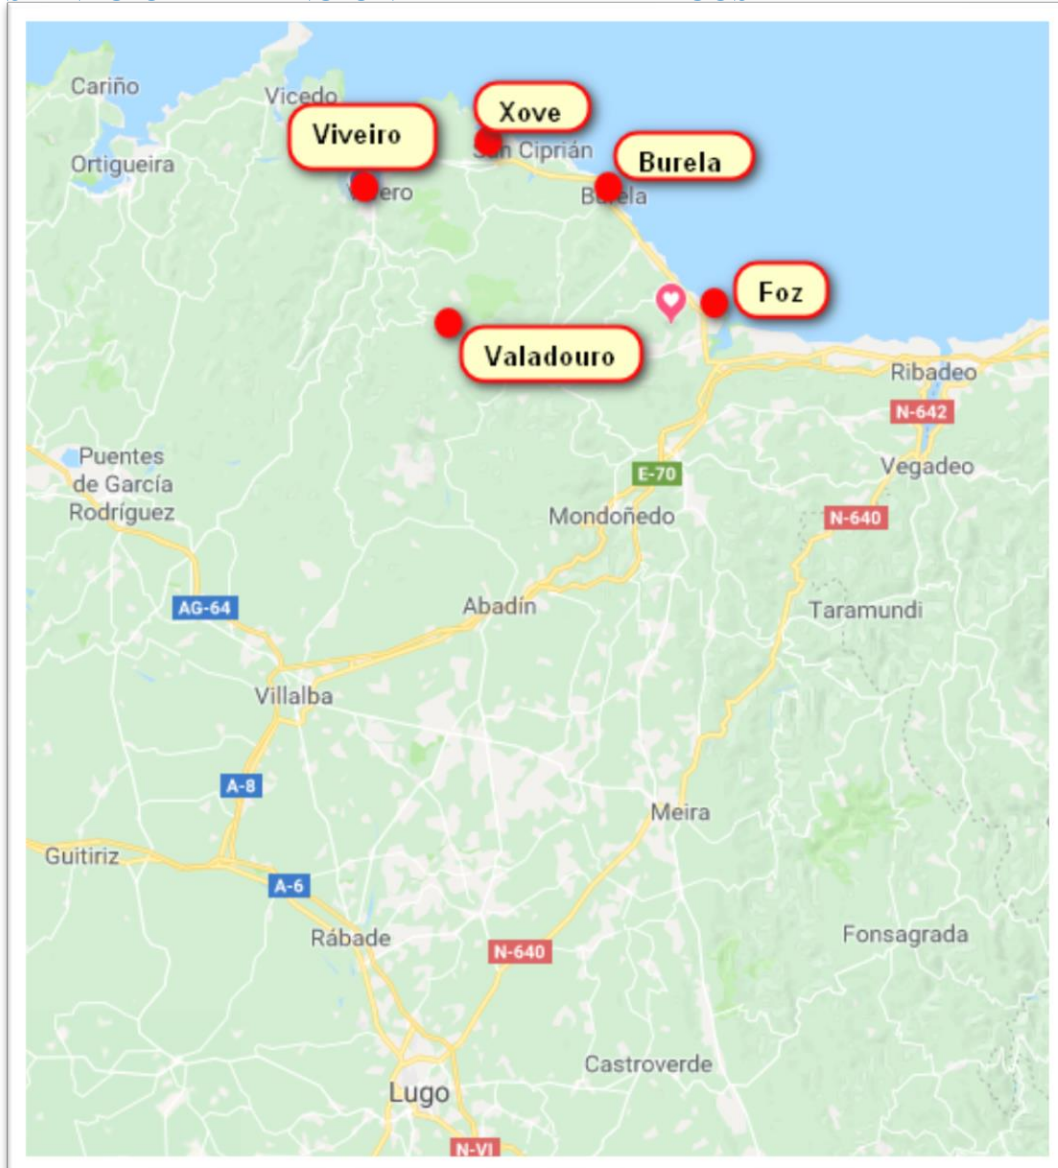 Cariño
Vicedo
Xove
Viveiro
San Ciprián
Burela
Ortigueira
Burela
Foz
Valadouro
Ribadeo
N-642
Puentes
de García
Rodríguez
E-70
Vegadeo
Mondoñedo
N-640
AG-64
Abadín
Taramundi
Villalba
A-8
Meira
Guitiriz
A-6
Rábade
N-640
Fonsagrada
Castroverde
Lugo
N-VI